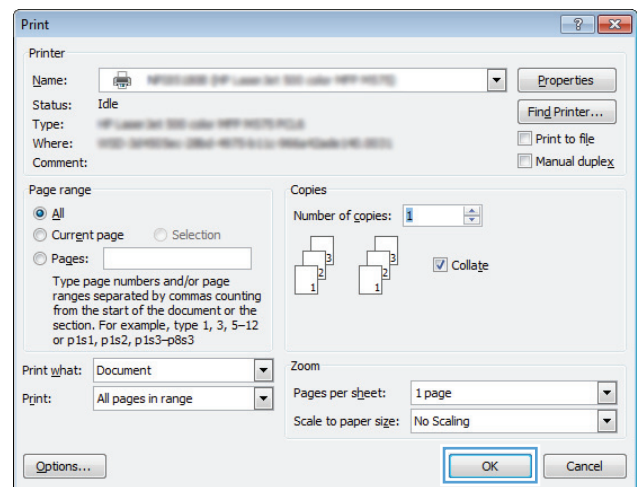 Print
Printer
Name:
Properties
Status: Idle
Find Printer...
Type:
Where:
Print to file
Comment:
Manual duplex
Page range
All
Current page Selection
Pages:
Type page numbers and/or page
ranges separated by commas counting
from the start of the document or the
section. For example, type 1, 3, 5–12
or p1s1, p1s2, p1s3–p8s3
Copies
Number of copies: 1
3 3
2 2
1 1
Collate
Print what: Document
Print: All pages in range
Zoom
Pages per sheet: 1 page
Scale to paper size: No Scaling
Options...
OK
Cancel